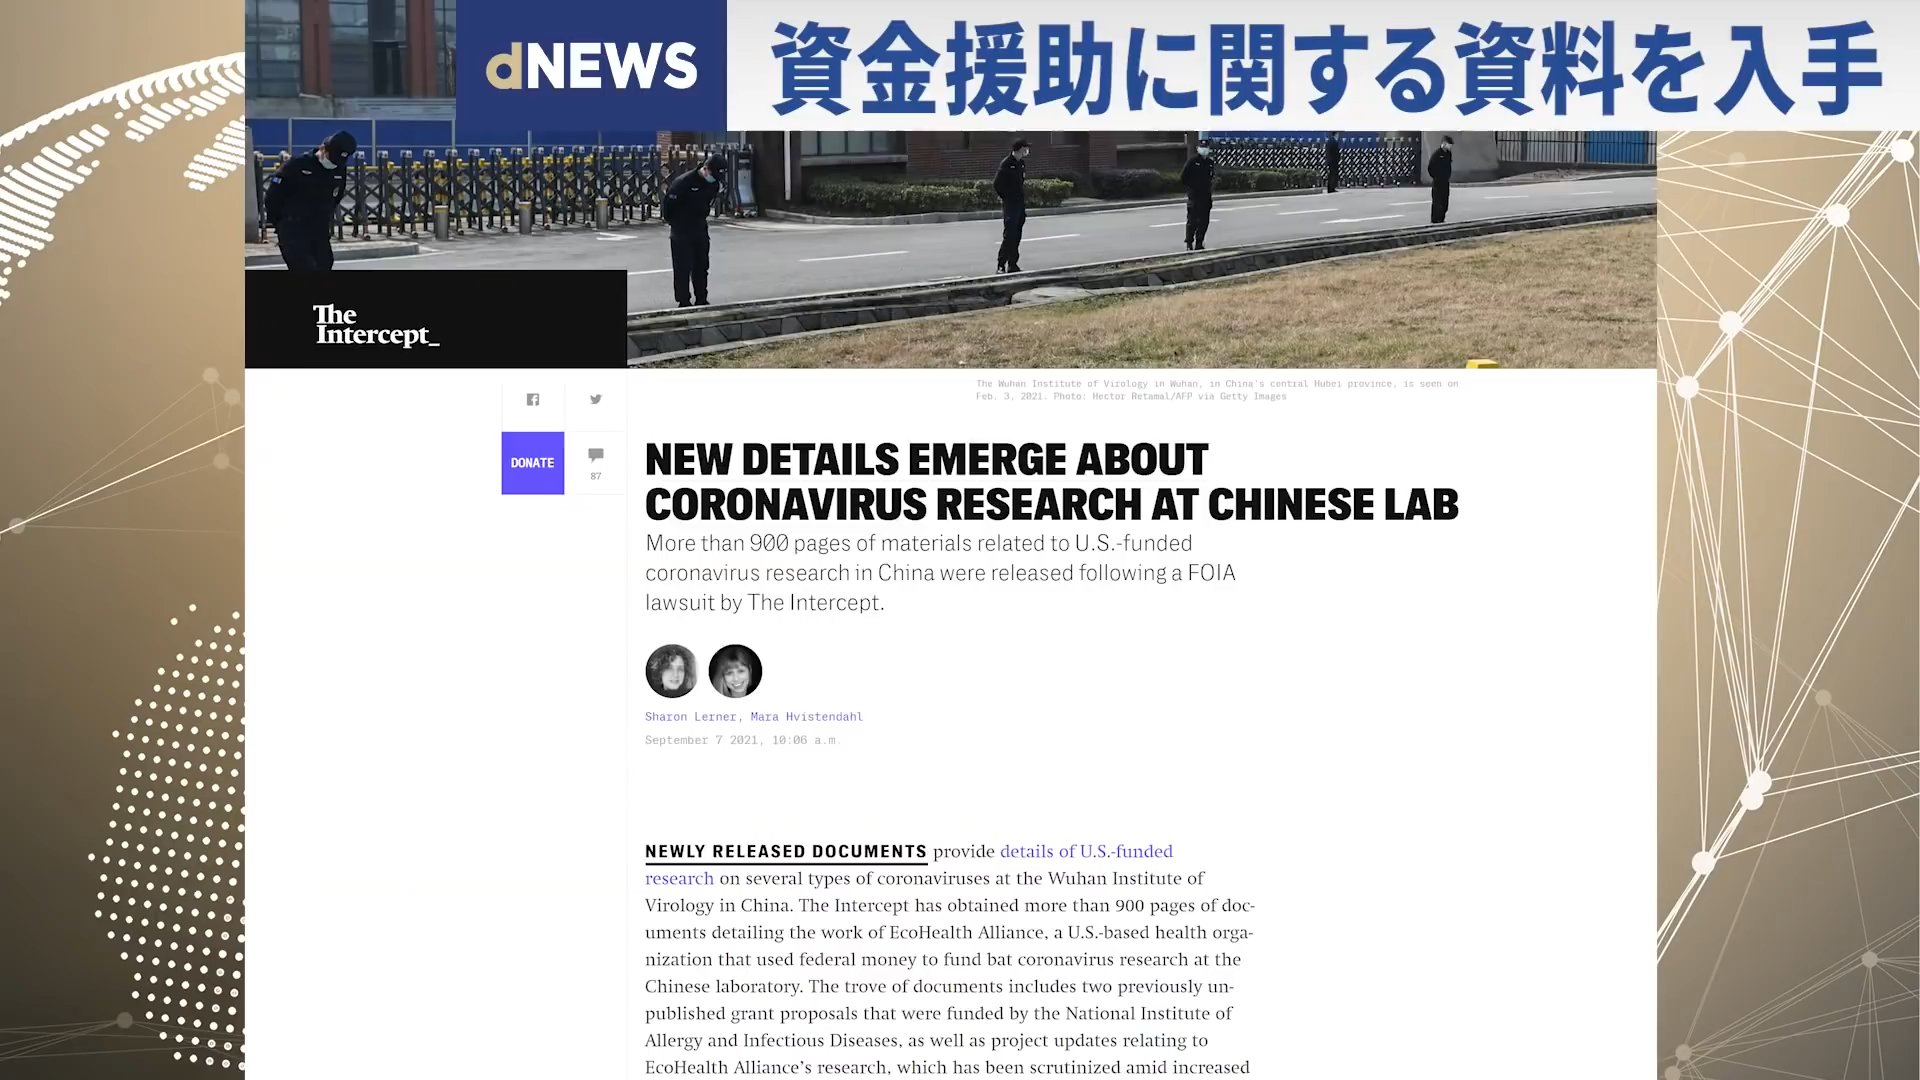 dNEWS
資金援助に関する資料を入手
The
Intercept_
The Wuhan Institute of Virology in Wuhan, in China's central Hubei province, is seen on
Feb. 3, 2021. Photo: Hector Retamal/AFP via Getty Images
DONATE
87
NEW DETAILS EMERGE ABOUT
CORONAVIRUS RESEARCH AT CHINESE LAB
More than 900 pages of materials related to U.S.-funded
coronavirus research in China were released following a FOIA
lawsuit by The Intercept.
Sharon Lerner, Mara Hvistendahl
September 7 2021, 10:06 a.m.
NEWLY RELEASED DOCUMENTS provide details of U.S.-funded
research on several types of coronaviruses at the Wuhan Institute of
Virology in China. The Intercept has obtained more than 900 pages of doc-
uments detailing the work of EcoHealth Alliance, a U.S.-based health orga-
nization that used federal money to fund bat coronavirus research at the
Chinese laboratory. The trove of documents includes two previously un-
published grant proposals that were funded by the National Institute of
Allergy and Infectious Diseases, as well as project updates relating to
EcoHealth Alliance's research, which has been scrutinized amid increased